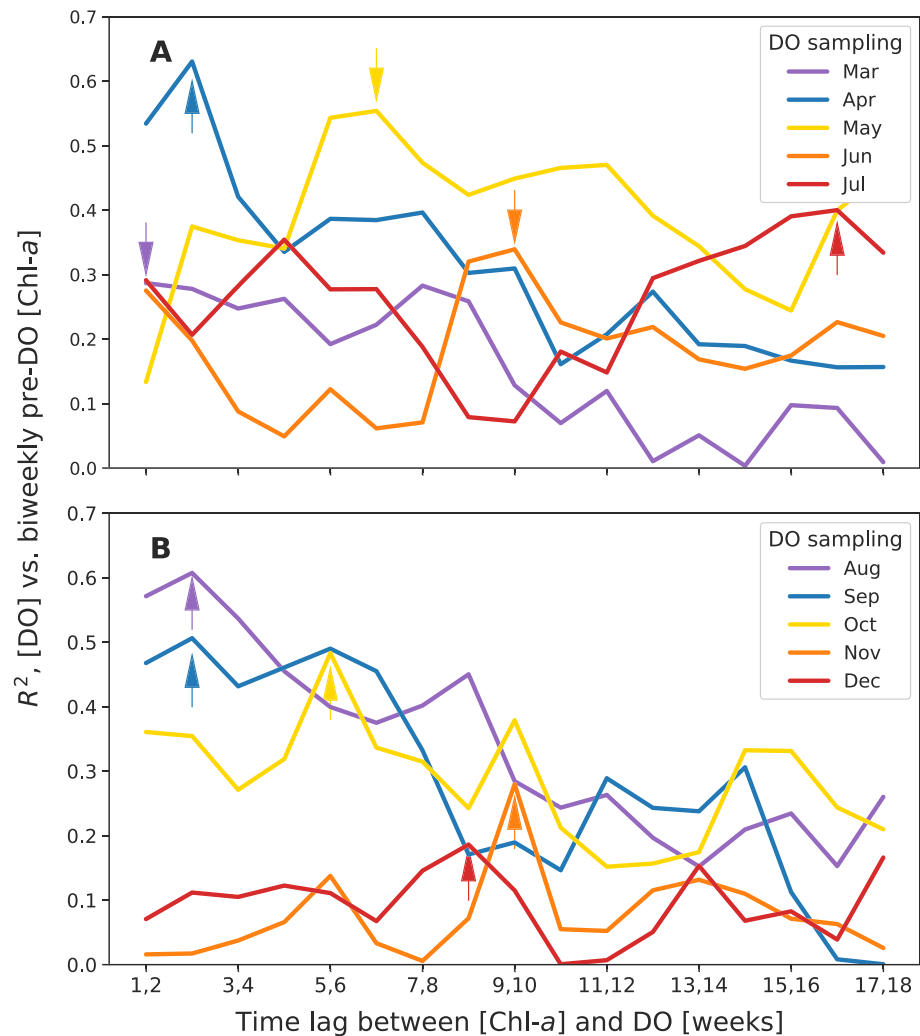 R², [DO] vs. biweekly pre-DO [Chl-a]
A
0.7
0.6
0.5
0.4
0.3
0.2
0.1
0.0
DO sampling
Mar
Apr
May
Jun
Jul
B
0.7
0.6
0.5
0.4
0.3
0.2
0.1
0.0
DO sampling
Aug
Sep
Oct
Nov
Dec
1,2 3,4 5,6 7,8 9,10 11,12 13,14 15,16 17,18
Time lag between [Chl-a] and DO [weeks]